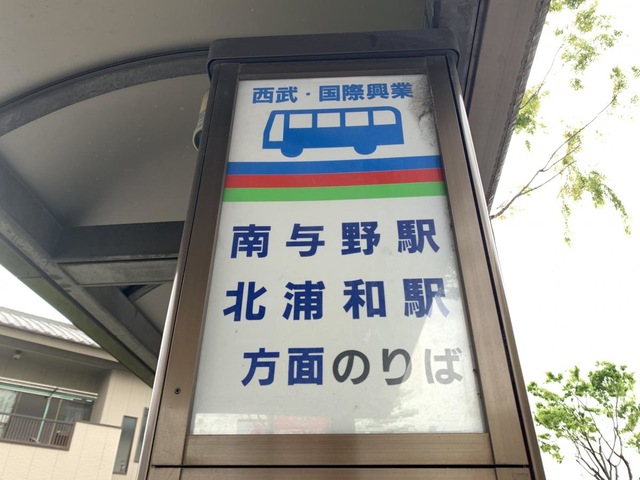 西武・国際興業
南与野駅
北浦和駅
方面のりば